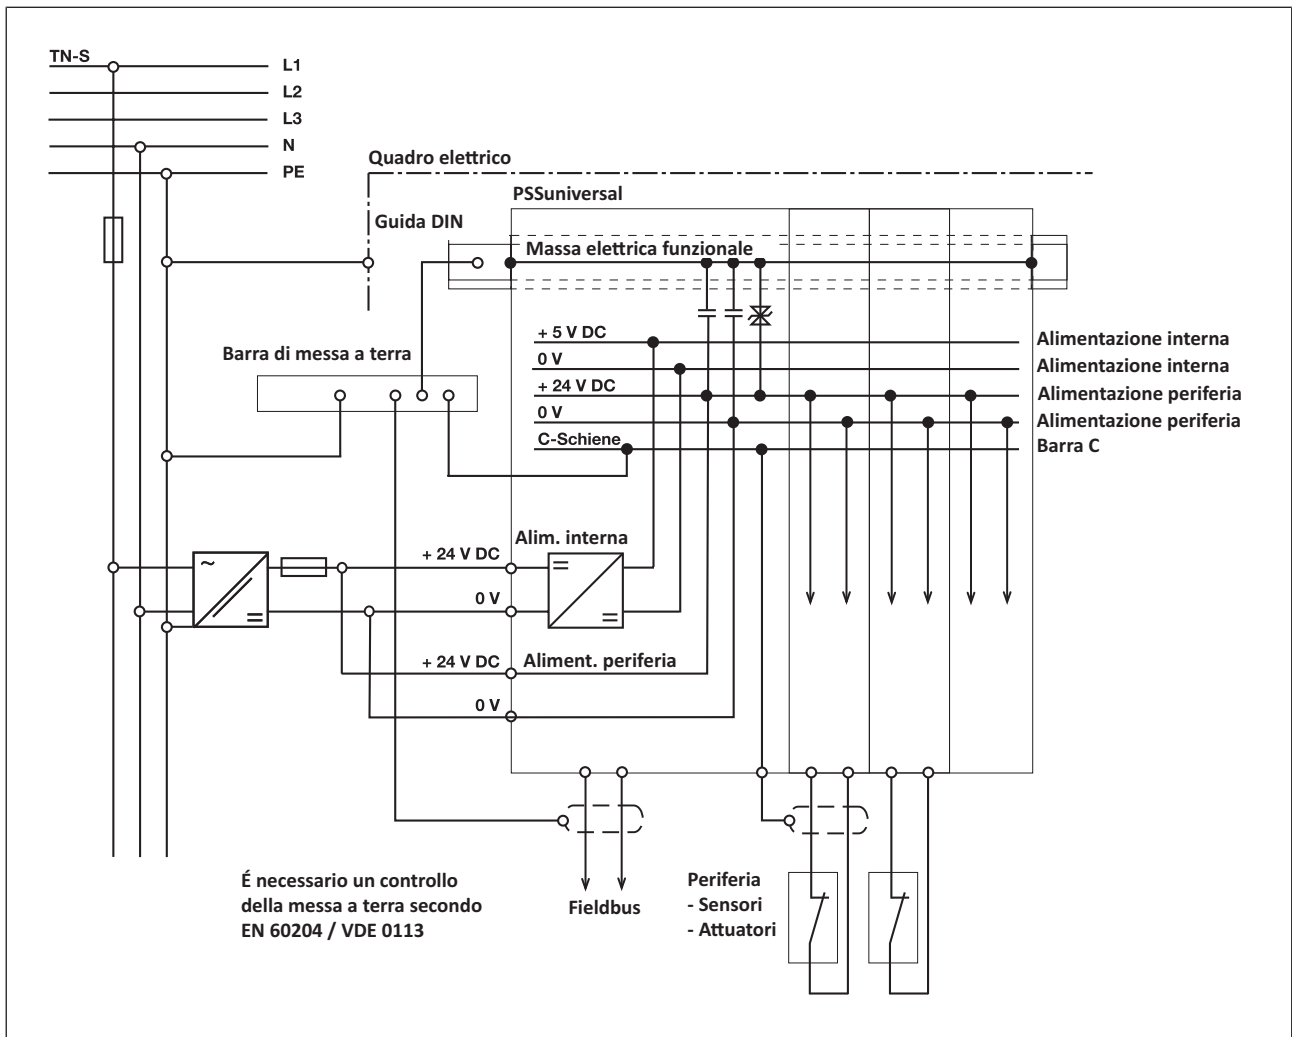 TN-S
L1
L2
L3
N
PE
Quadro elettrico
PSSuniversal
Guida DIN
Massa elettrica funzionale
+ 5 V DC
Alimentazione interna
Barra di messa a terra
0 V
Alimentazione interna
+ 24 V DC
Alimentazione periferia
0 V
Alimentazione periferia
C-Schiene
Barra C
Alim. interna
+ 24 V DC
0 V
+ 24 V DC
Aliment. periferia
0 V
É necessario un controllo
della messa a terra secondo
EN 60204 / VDE 0113
Fieldbus
Periferia
- Sensori
- Attuatori